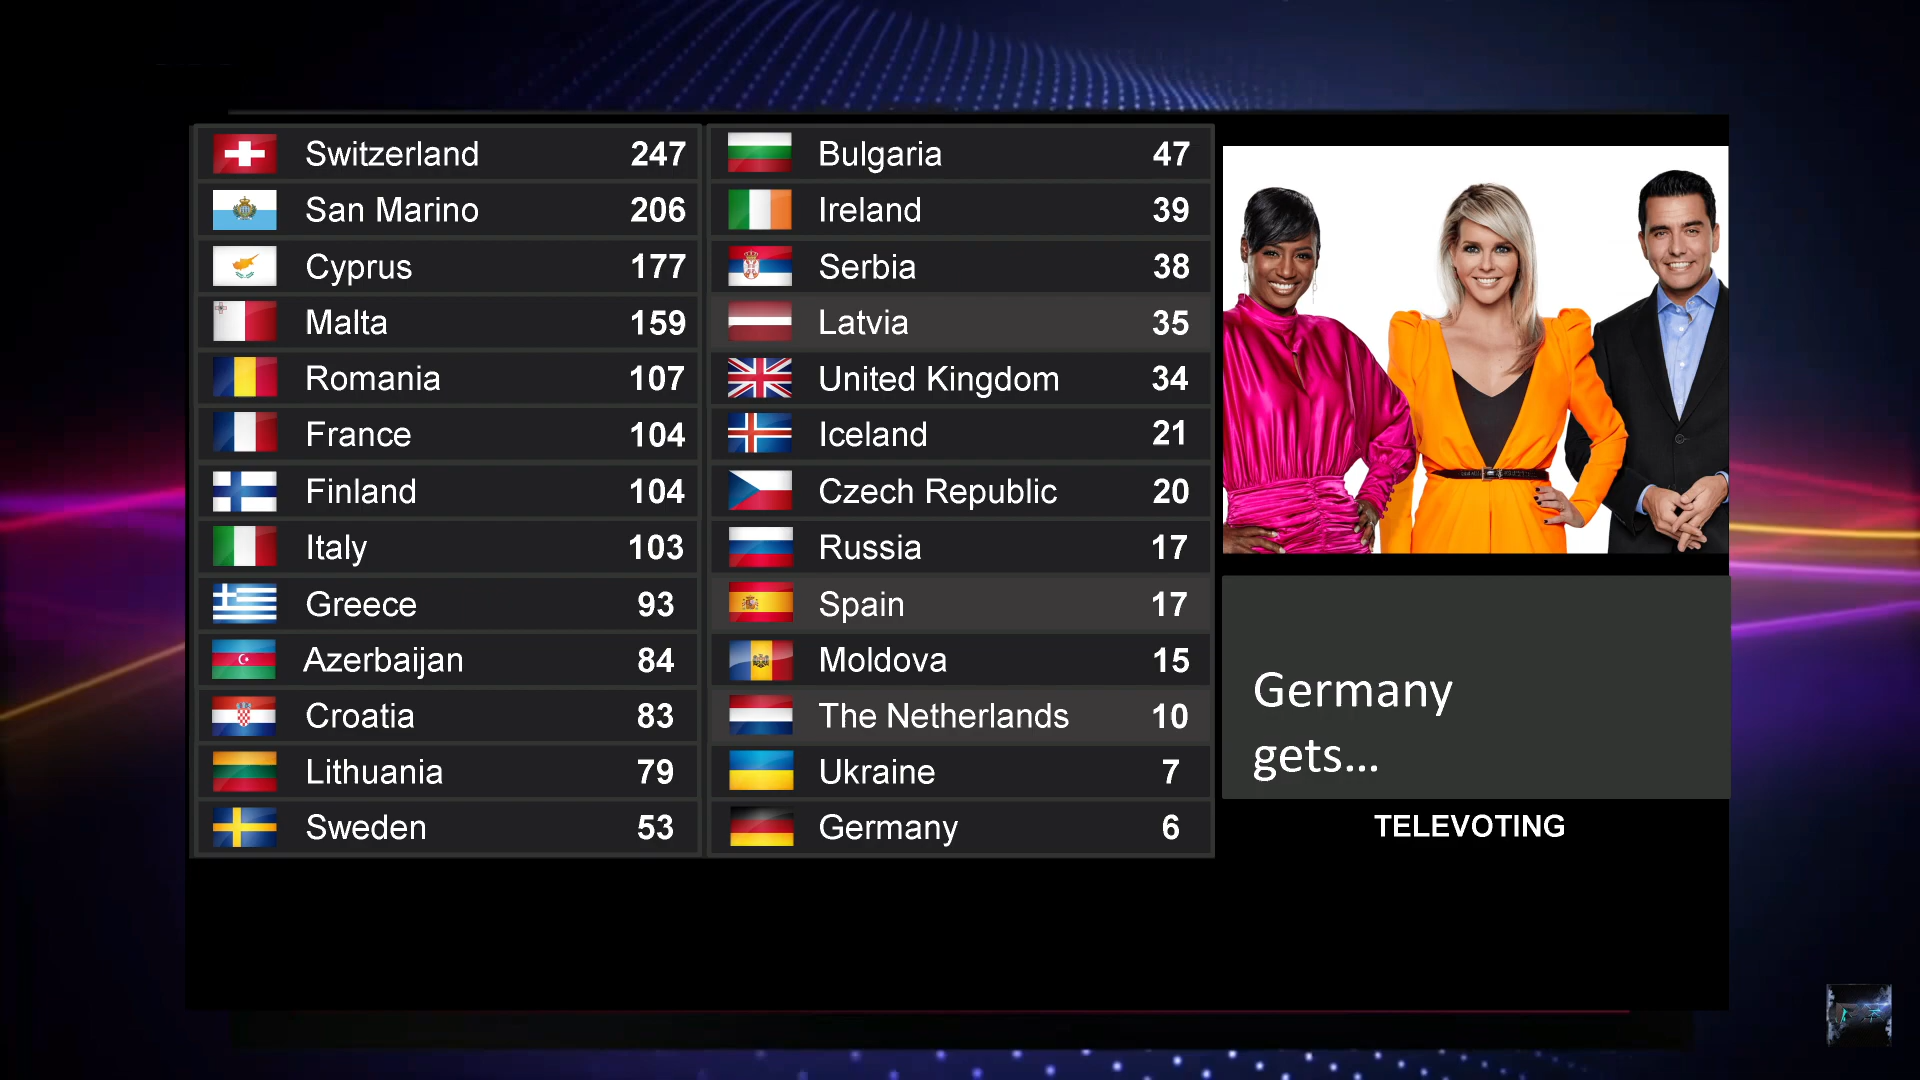 Switzerland 247
San Marino 206
Cyprus 177
Malta 159
Romania 107
France 104
Finland 104
Italy 103
Greece 93
Azerbaijan 84
Croatia 83
Lithuania 79
Sweden 53
Bulgaria 47
Ireland 39
Serbia 38
Latvia 35
United Kingdom 34
Iceland 21
Czech Republic 20
Russia 17
Spain 17
Moldova 15
The Netherlands 10
Ukraine 7
Germany 6
Germany
gets...
TELEVOTING